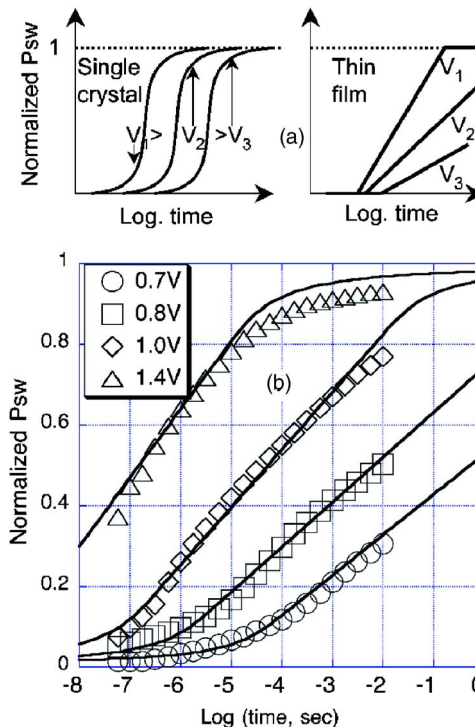 Normalized Psw
1
Single
crystal
V1> V2 >V3
Log. time
(a)
1
Thin
film
V1
V2
V3
Log. time
Normalized Psw
1
0.8
0.6
0.4
0.2
0
0.7V
0.8V
1.0V
1.4V
(b)
-8 -7 -6 -5 -4 -3 -2 -1 0
Log (time, sec)